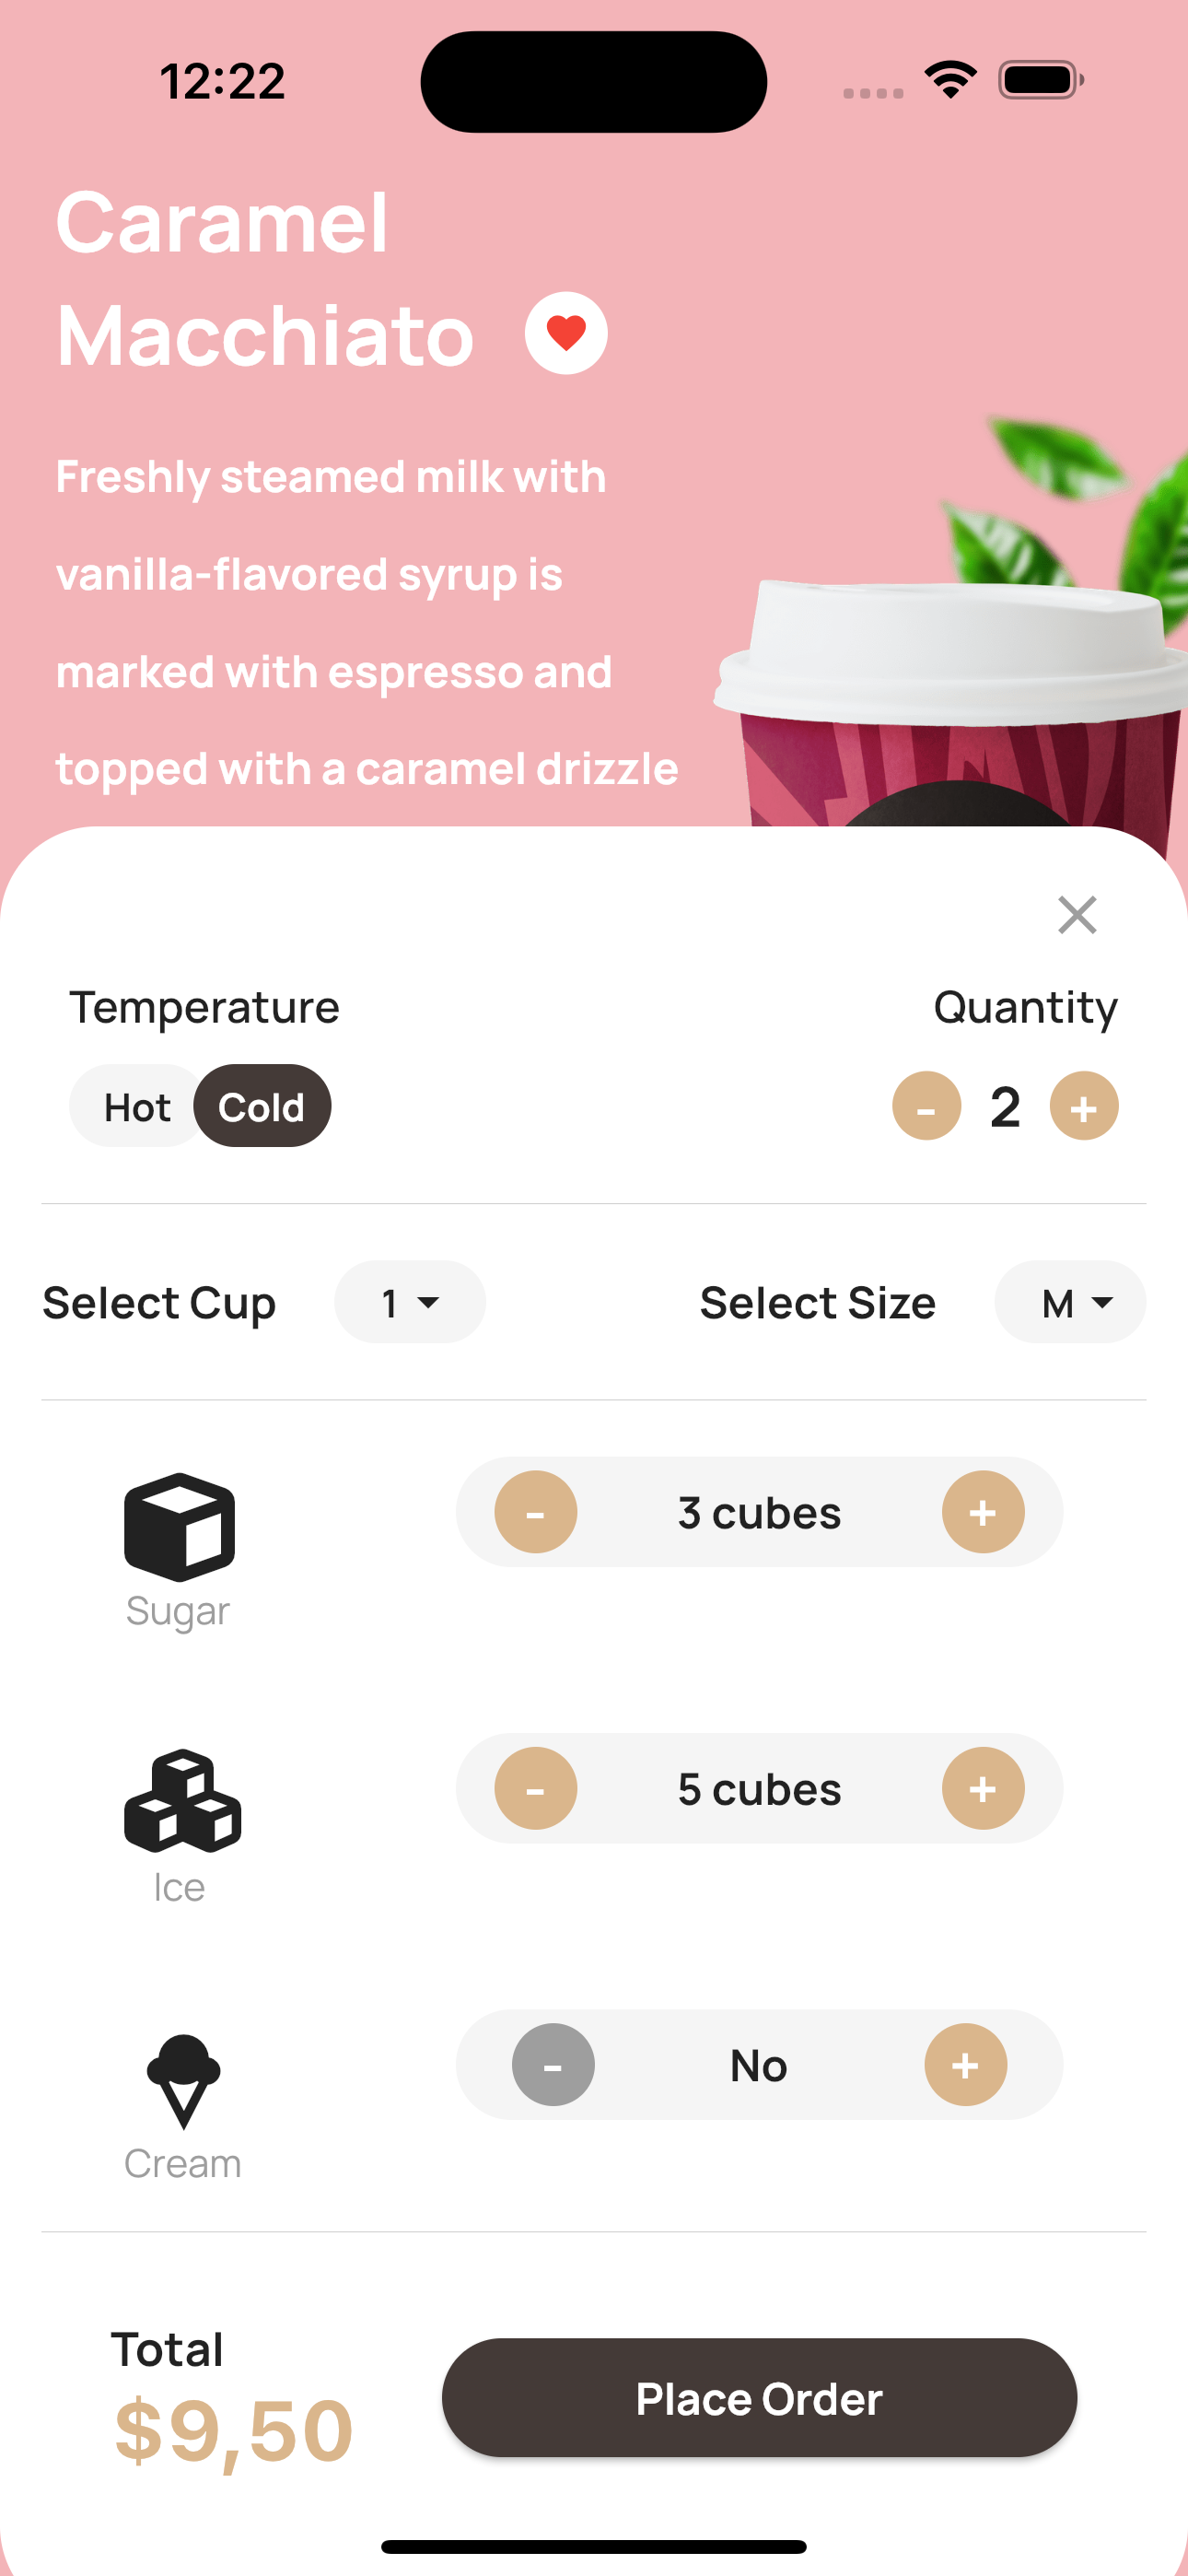 12:22
Caramel
Macchiato
Freshly steamed milk with
vanilla-flavored syrup is
marked with espresso and
topped with a caramel drizzle
Temperature
Quantity
Hot
Cold
- 2 +
Select Cup
1
Select Size
M
- 3 cubes +
Sugar
- 5 cubes +
Ice
- No +
Cream
Total
$9,50
Place Order